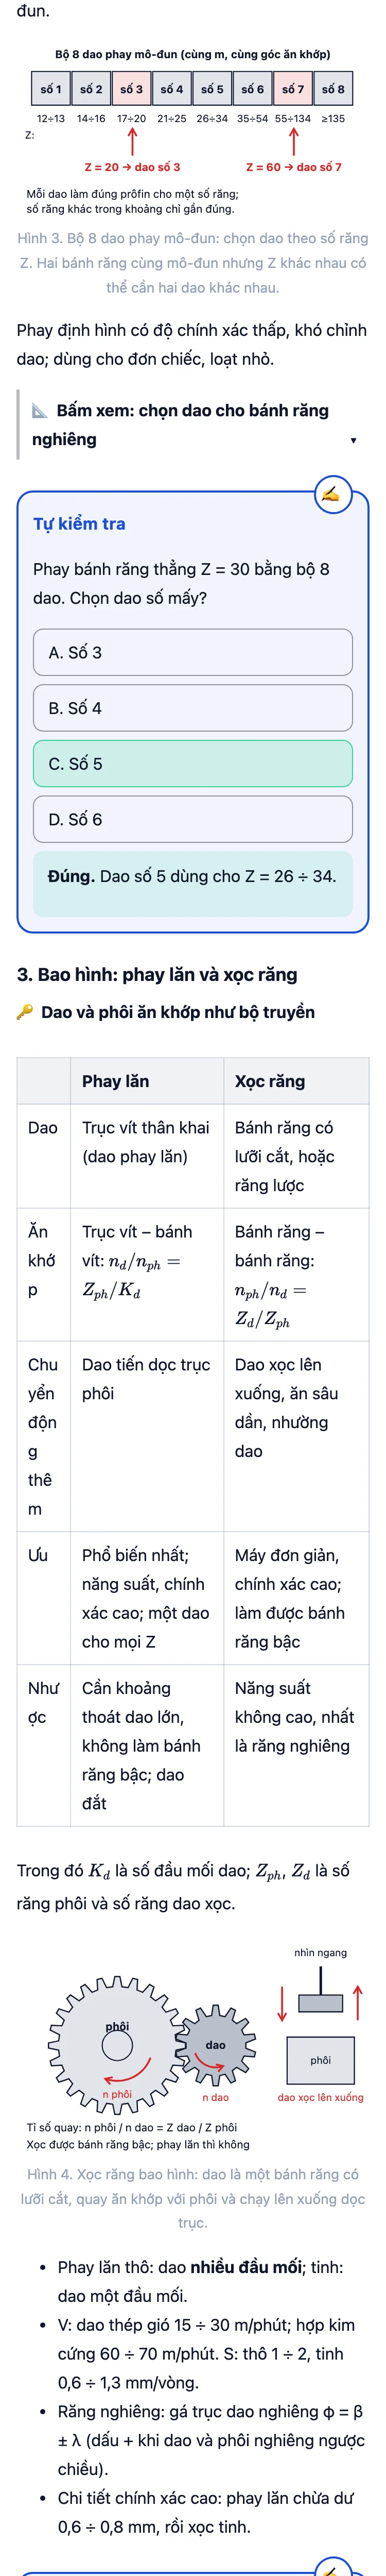 đun.
Bộ 8 dao phay mô-đun (cùng m, cùng góc ăn khớp)
số 1 số 2 số 3 số 4 số 5 số 6 số 7 số 8
12÷13 14÷16 17÷20 21÷25 26÷34 35÷54 55÷134 ≥135
Z:
Z = 20 → dao số 3 Z = 60 → dao số 7
Mỗi dao làm đúng prôfin cho một số răng;
số răng khác trong khoảng chỉ gần đúng.
Hình 3. Bộ 8 dao phay mô-đun: chọn dao theo số răng
Z. Hai bánh răng cùng mô-đun nhưng Z khác nhau có
thể cần hai dao khác nhau.
Phay định hình có độ chính xác thấp, khó chỉnh
dao; dùng cho đơn chiếc, loạt nhỏ.
📐 Bấm xem: chọn dao cho bánh răng
nghiêng ▼
✍️
Tự kiểm tra
Phay bánh răng thẳng Z = 30 bằng bộ 8
dao. Chọn dao số mấy?
A. Số 3
B. Số 4
C. Số 5
D. Số 6
Đúng. Dao số 5 dùng cho Z = 26 ÷ 34.
3. Bao hình: phay lăn và xọc răng
🔑 Dao và phôi ăn khớp như bộ truyền
Phay lăn Xọc răng
Dao
Trục vít thân khai
(dao phay lăn)
Bánh răng có
lưỡi cắt, hoặc
răng lược
Ăn
khớ
p
Trục vít – bánh
vít: n_d/n_ph =
Z_ph/K_d
Bánh răng –
bánh răng:
n_ph/n_d =
Z_d/Z_ph
Chu
yển
độn
g
thê
m
Dao tiến dọc trục
phôi
Dao xọc lên
xuống, ăn sâu
dần, nhường
dao
Ưu
Phổ biến nhất;
năng suất, chính
xác cao; một dao
cho mọi Z
Máy đơn giản,
chính xác cao;
làm được bánh
răng bậc
Như
ợc
Cần khoảng
thoát dao lớn,
không làm bánh
răng bậc; dao
đắt
Năng suất
không cao, nhất
là răng nghiêng
Trong đó K_d là số đầu mối dao; Z_ph, Z_d là số
răng phôi và số răng dao xọc.
nhìn ngang
phôi
dao
phôi
n phôi
n dao
dao xọc lên xuống
Tỉ số quay: n phôi / n dao = Z dao / Z phôi
Xọc được bánh răng bậc; phay lăn thì không
Hình 4. Xọc răng bao hình: dao là một bánh răng có
lưỡi cắt, quay ăn khớp với phôi và chạy lên xuống dọc
trục.
• Phay lăn thô: dao nhiều đầu mối; tinh:
dao một đầu mối.
• V: dao thép gió 15 ÷ 30 m/phút; hợp kim
cứng 60 ÷ 70 m/phút. S: thô 1 ÷ 2, tinh
0,6 ÷ 1,3 mm/vòng.
• Răng nghiêng: gá trục dao nghiêng φ = β
± λ (dấu + khi dao và phôi nghiêng ngược
chiều).
• Chi tiết chính xác cao: phay lăn chừa dư
0,6 ÷ 0,8 mm, rồi xọc tinh.